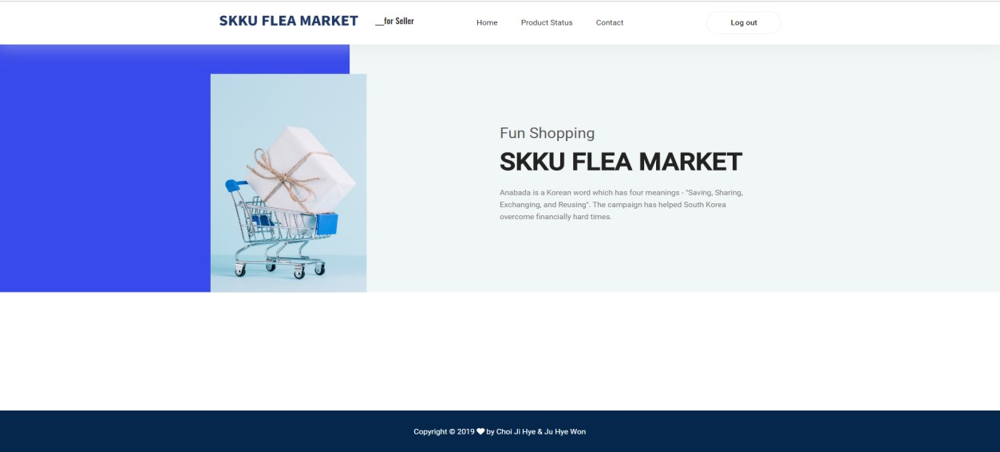 SKKU FLEA MARKET __for Seller Home Product Status Contact Log out
Fun Shopping
SKKU FLEA MARKET
Anabada is a Korean word which has four meanings - "Saving, Sharing,
Exchanging, and Reusing". The campaign has helped South Korea
overcome financially hard times.
Copyright © 2019 ♥ by Choi Ji Hye & Ju Hye Won